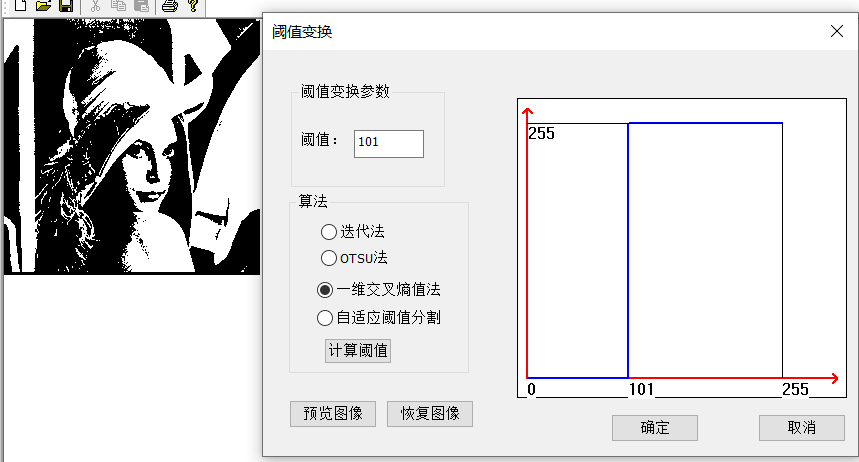 阈值变换
阈值变换参数
阈值：
101
算法
迭代法
OTSU法
一维交叉熵值法
自适应阈值分割
计算阈值
预览图像
恢复图像
255
0
101
255
确定
取消